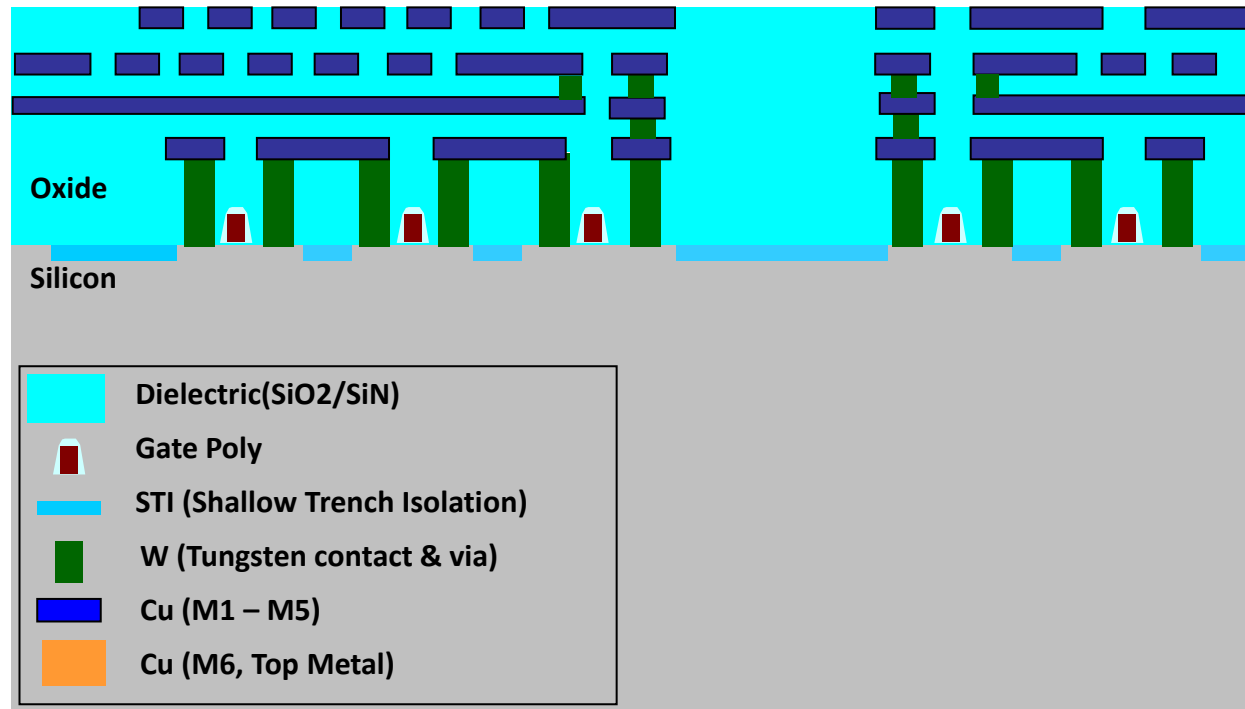 Oxide
Silicon
Dielectric(SiO2/SiN)
Gate Poly
STI (Shallow Trench Isolation)
W (Tungsten contact & via)
Cu (M1 – M5)
Cu (M6, Top Metal)